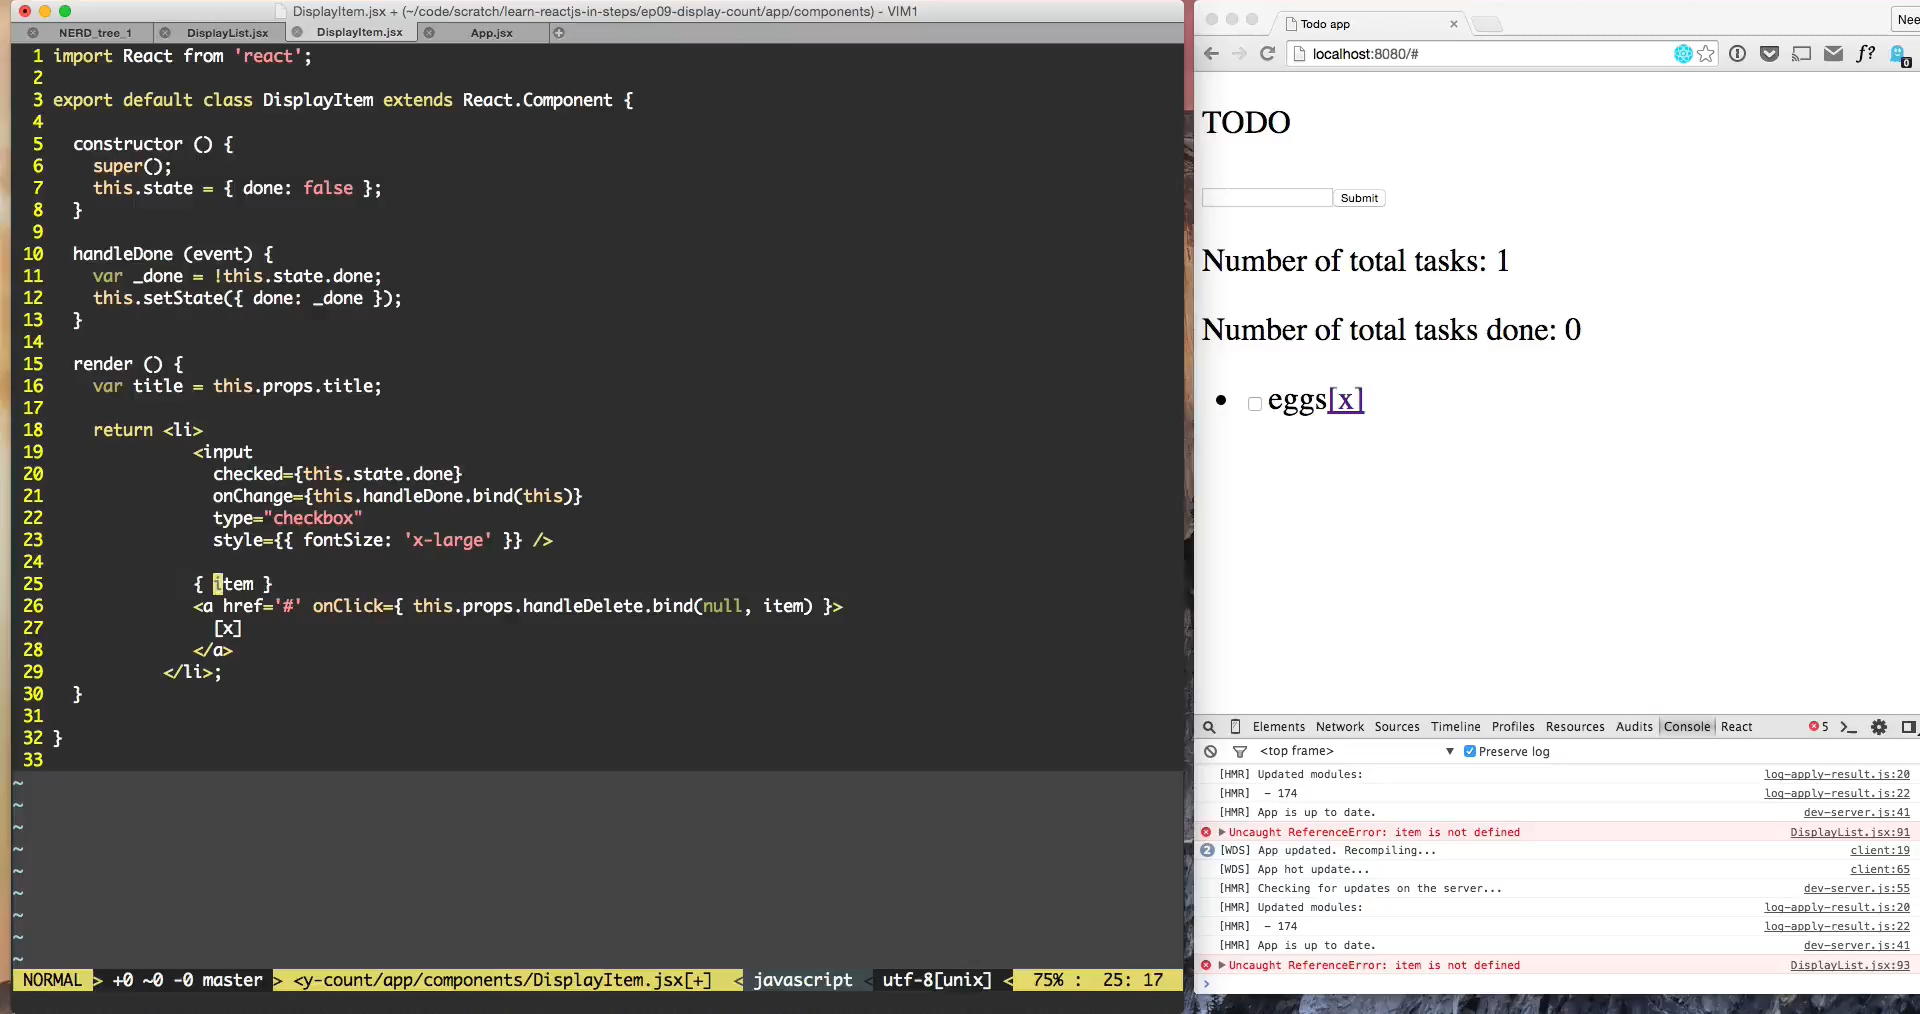 DisplayItem.jsx + (~/code/scratch/learn-reactjs-in-steps/ep09-display-count/app/components) - VIM1
NERD_tree_1 DisplayList.jsx DisplayItem.jsx App.jsx
1 import React from 'react';
2
3 export default class DisplayItem extends React.Component {
4
5 constructor () {
6 super();
7 this.state = { done: false };
8 }
9
10 handleDone (event) {
11 var _done = !this.state.done;
12 this.setState({ done: _done });
13 }
14
15 render () {
16 var title = this.props.title;
17
18 return <li>
19 <input
20 checked={this.state.done}
21 onChange={this.handleDone.bind(this)}
22 type="checkbox"
23 style={{ fontSize: 'x-large' }} />
24
25 { item }
26 <a href='#' onClick={ this.props.handleDelete.bind(null, item) }>
27 [x]
28 </a>
29 </li>;
30 }
31
32 }
33
~
~
~
~
~
~
~
~
~
NORMAL > +0 ~0 -0 master > <y-count/app/components/DisplayItem.jsx[+] < javascript < utf-8[unix] < 75% : 25: 17
Todo app
Nee
localhost:8080/#
f?
0
TODO
Submit
Number of total tasks: 1
Number of total tasks done: 0
• eggs[x]
Elements Network Sources Timeline Profiles Resources Audits Console React 5
<top frame> ▼ Preserve log
[HMR] Updated modules: log-apply-result.js:20
[HMR] - 174 log-apply-result.js:22
[HMR] App is up to date. dev-server.js:41
Uncaught ReferenceError: item is not defined DisplayList.jsx:91
2 [WDS] App updated. Recompiling... client:19
[WDS] App hot update... client:65
[HMR] Checking for updates on the server... dev-server.js:55
[HMR] Updated modules: log-apply-result.js:20
[HMR] - 174 log-apply-result.js:22
[HMR] App is up to date. dev-server.js:41
Uncaught ReferenceError: item is not defined DisplayList.jsx:93
>